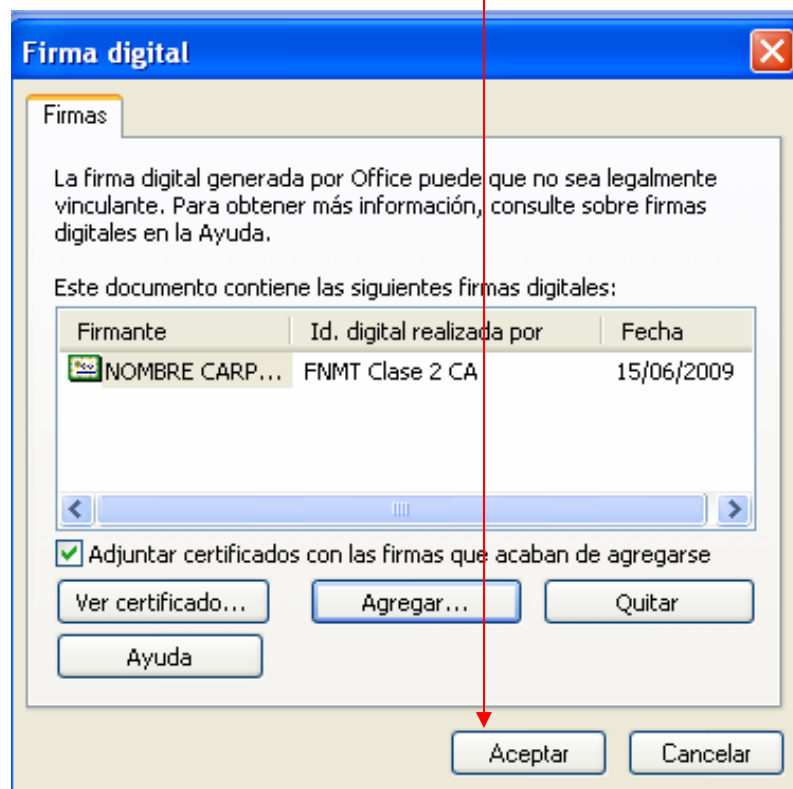 Firma digital
Firmas
La firma digital generada por Office puede que no sea legalmente
vinculante. Para obtener más información, consulte sobre firmas
digitales en la Ayuda.
Este documento contiene las siguientes firmas digitales:
Firmante Id. digital realizada por Fecha
NOMBRE CARP... FNMT Clase 2 CA 15/06/2009
Adjuntar certificados con las firmas que acaban de agregarse
Ver certificado... Agregar... Quitar
Ayuda
Aceptar Cancelar